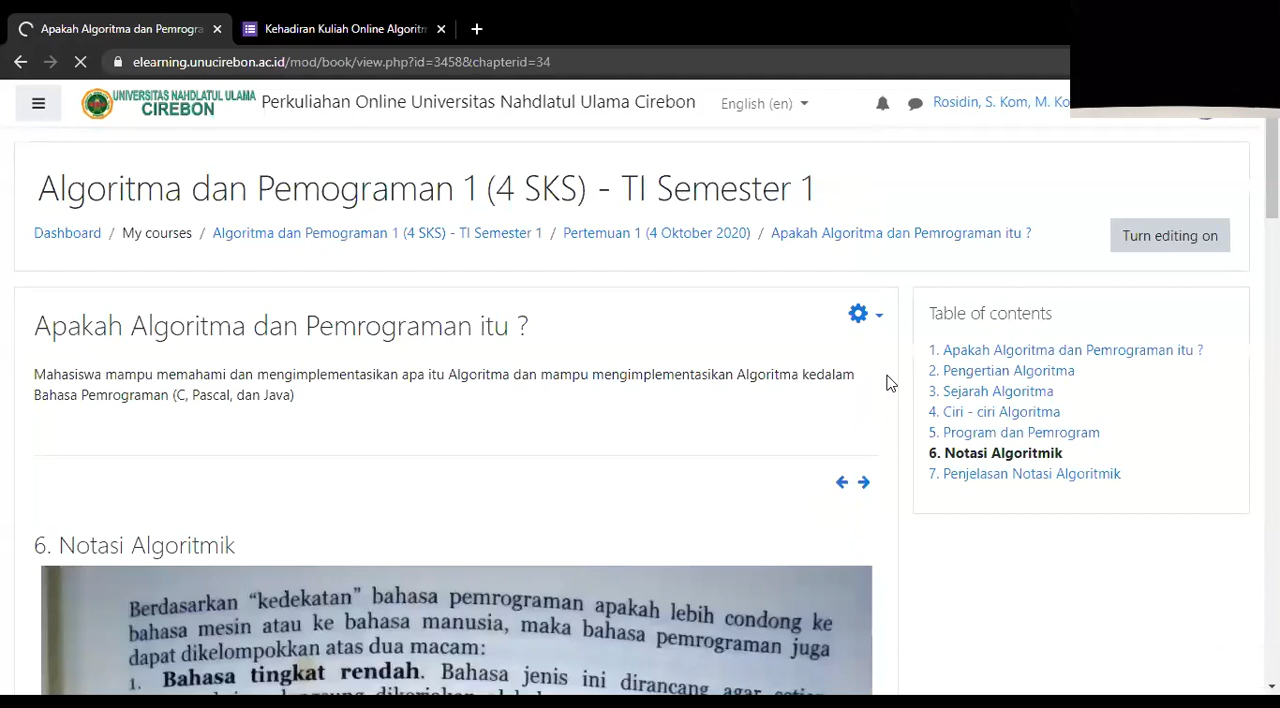 Apakah Algoritma dan Pemrogra
Kehadiran Kuliah Online Algoritm
elearning.unucirebon.ac.id/mod/book/view.php?id=3458&chapterid=34
UNIVERSITAS NAHDLATUL ULAMA
CIREBON
Perkuliahan Online Universitas Nahdlatul Ulama Cirebon
English (en)
Rosidin, S. Kom, M. Ko
Algoritma dan Pemograman 1 (4 SKS) - TI Semester 1
Dashboard / My courses / Algoritma dan Pemograman 1 (4 SKS) - TI Semester 1 / Pertemuan 1 (4 Oktober 2020) / Apakah Algoritma dan Pemrograman itu ?
Turn editing on
Apakah Algoritma dan Pemrograman itu ?
Mahasiswa mampu memahami dan mengimplementasikan apa itu Algoritma dan mampu mengimplementasikan Algoritma kedalam
Bahasa Pemrograman (C, Pascal, dan Java)
6. Notasi Algoritmik
Berdasarkan "kedekatan" bahasa pemrograman apakah lebih condong ke
bahasa mesin atau ke bahasa manusia, maka bahasa pemrograman juga
dapat dikelompokkan atas dua macam:
1. Bahasa tingkat rendah. Bahasa jenis ini dirancang agar
Table of contents
1. Apakah Algoritma dan Pemrograman itu ?
2. Pengertian Algoritma
3. Sejarah Algoritma
4. Ciri - ciri Algoritma
5. Program dan Pemrogram
6. Notasi Algoritmik
7. Penjelasan Notasi Algoritmik